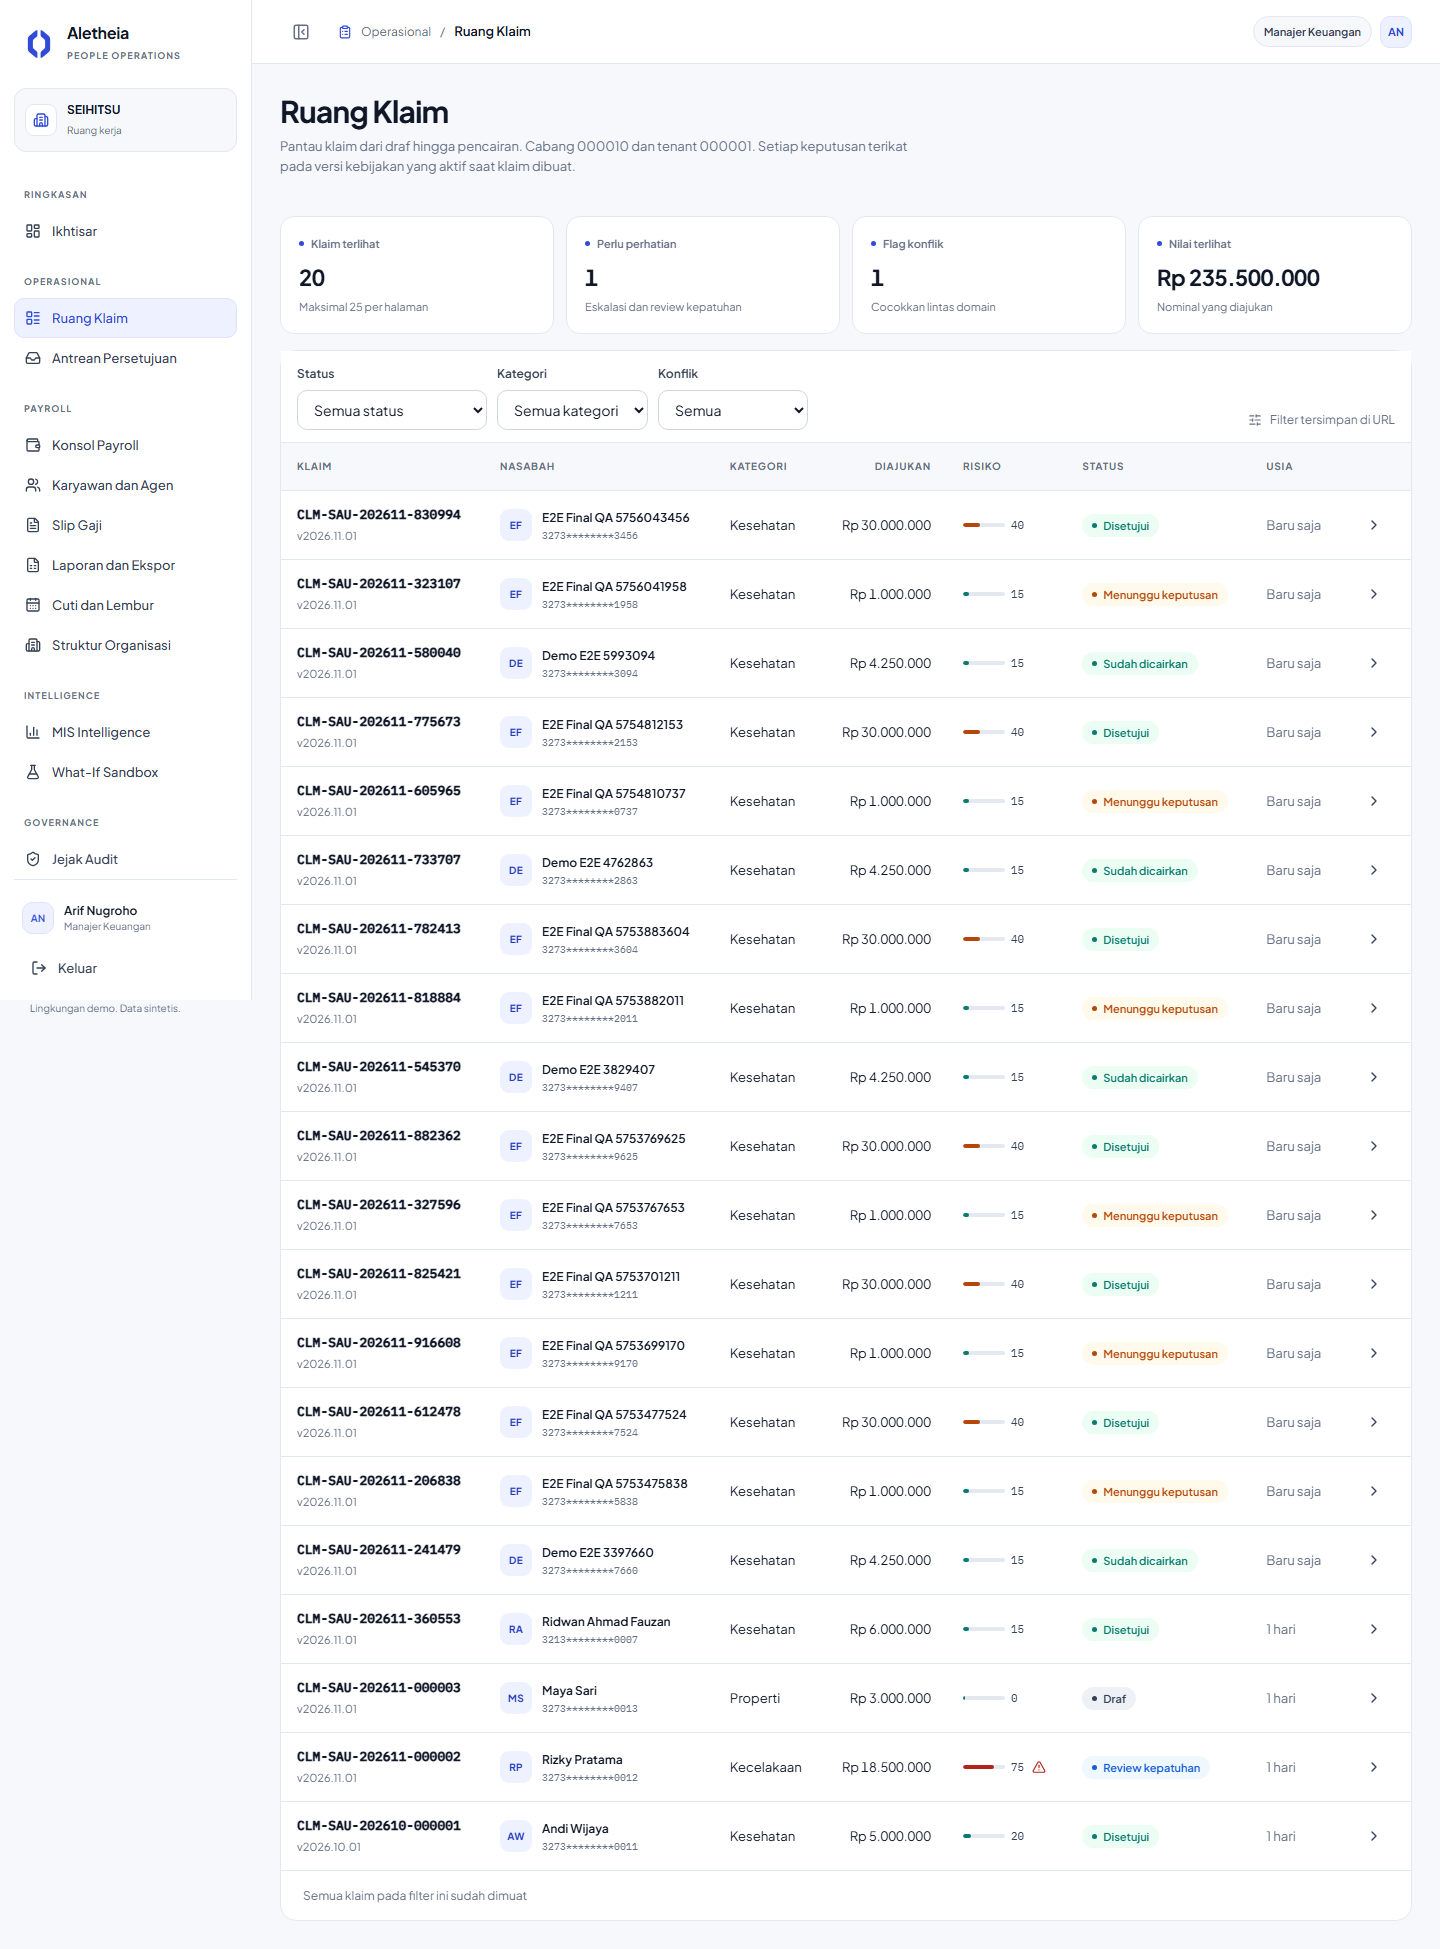 Aletheia
PEOPLE OPERATIONS
SEIHITSU
Ruang kerja
RINGKASAN
Ikhtisar
OPERASIONAL
Ruang Klaim
Antrean Persetujuan
PAYROLL
Konsol Payroll
Karyawan dan Agen
Slip Gaji
Laporan dan Ekspor
Cuti dan Lembur
Struktur Organisasi
INTELLIGENCE
MIS Intelligence
What-If Sandbox
GOVERNANCE
Jejak Audit
AN
Arif Nugroho
Manajer Keuangan
Keluar
Lingkungan demo. Data sintetis.
Operasional / Ruang Klaim
Manajer Keuangan
AN
Ruang Klaim
Pantau klaim dari draf hingga pencairan. Cabang 000010 dan tenant 000001. Setiap keputusan terikat
pada versi kebijakan yang aktif saat klaim dibuat.
Klaim terlihat
20
Maksimal 25 per halaman
Perlu perhatian
1
Eskalasi dan review kepatuhan
Flag konflik
1
Cocokkan lintas domain
Nilai terlihat
Rp 235.500.000
Nominal yang diajukan
Status Kategori Konflik
Semua status Semua kategori Semua
Filter tersimpan di URL
KLAIM NASABAH KATEGORI DIAJUKAN RISIKO STATUS USIA
CLM-SAU-202611-830994 EF E2E Final QA 5756043456 Kesehatan Rp 30.000.000 40 Disetujui Baru saja
v2026.11.01 3273********3456
CLM-SAU-202611-323107 EF E2E Final QA 5756041958 Kesehatan Rp 1.000.000 15 Menunggu keputusan Baru saja
v2026.11.01 3273********1958
CLM-SAU-202611-580040 DE Demo E2E 5993094 Kesehatan Rp 4.250.000 15 Sudah dicairkan Baru saja
v2026.11.01 3273********3094
CLM-SAU-202611-775673 EF E2E Final QA 5754812153 Kesehatan Rp 30.000.000 40 Disetujui Baru saja
v2026.11.01 3273********2153
CLM-SAU-202611-605965 EF E2E Final QA 5754810737 Kesehatan Rp 1.000.000 15 Menunggu keputusan Baru saja
v2026.11.01 3273********0737
CLM-SAU-202611-733707 DE Demo E2E 4762863 Kesehatan Rp 4.250.000 15 Sudah dicairkan Baru saja
v2026.11.01 3273********2863
CLM-SAU-202611-782413 EF E2E Final QA 5753883604 Kesehatan Rp 30.000.000 40 Disetujui Baru saja
v2026.11.01 3273********3604
CLM-SAU-202611-818884 EF E2E Final QA 5753882011 Kesehatan Rp 1.000.000 15 Menunggu keputusan Baru saja
v2026.11.01 3273********2011
CLM-SAU-202611-545370 DE Demo E2E 3829407 Kesehatan Rp 4.250.000 15 Sudah dicairkan Baru saja
v2026.11.01 3273********9407
CLM-SAU-202611-882362 EF E2E Final QA 5753769625 Kesehatan Rp 30.000.000 40 Disetujui Baru saja
v2026.11.01 3273********9625
CLM-SAU-202611-327596 EF E2E Final QA 5753767653 Kesehatan Rp 1.000.000 15 Menunggu keputusan Baru saja
v2026.11.01 3273********7653
CLM-SAU-202611-825421 EF E2E Final QA 5753701211 Kesehatan Rp 30.000.000 40 Disetujui Baru saja
v2026.11.01 3273********1211
CLM-SAU-202611-916608 EF E2E Final QA 5753699170 Kesehatan Rp 1.000.000 15 Menunggu keputusan Baru saja
v2026.11.01 3273********9170
CLM-SAU-202611-612478 EF E2E Final QA 5753477524 Kesehatan Rp 30.000.000 40 Disetujui Baru saja
v2026.11.01 3273********7524
CLM-SAU-202611-206838 EF E2E Final QA 5753475838 Kesehatan Rp 1.000.000 15 Menunggu keputusan Baru saja
v2026.11.01 3273********5838
CLM-SAU-202611-241479 DE Demo E2E 3397660 Kesehatan Rp 4.250.000 15 Sudah dicairkan Baru saja
v2026.11.01 3273********7660
CLM-SAU-202611-360553 RA Ridwan Ahmad Fauzan Kesehatan Rp 6.000.000 15 Disetujui 1 hari
v2026.11.01 3213********0007
CLM-SAU-202611-000003 MS Maya Sari Properti Rp 3.000.000 0 Draf 1 hari
v2026.11.01 3273********0013
CLM-SAU-202611-000002 RP Rizky Pratama Kecelakaan Rp 18.500.000 75 Review kepatuhan 1 hari
v2026.11.01 3273********0012
CLM-SAU-202610-000001 AW Andi Wijaya Kesehatan Rp 5.000.000 20 Disetujui 1 hari
v2026.10.01 3273********0011
Semua klaim pada filter ini sudah dimuat